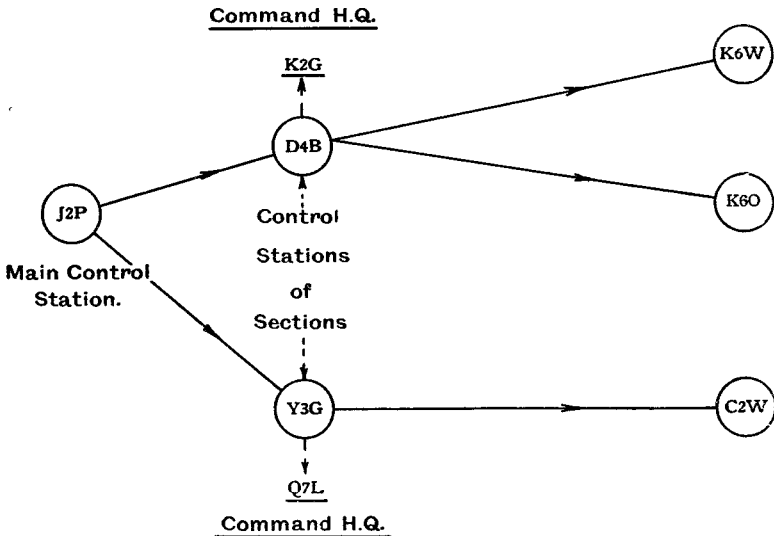 Command H.Q.
K2G
K6W
D4B
J2P
K6O
Control
Stations
of
Sections
Main Control
Station.
Y3G
C2W
Q7L
Command H.Q.